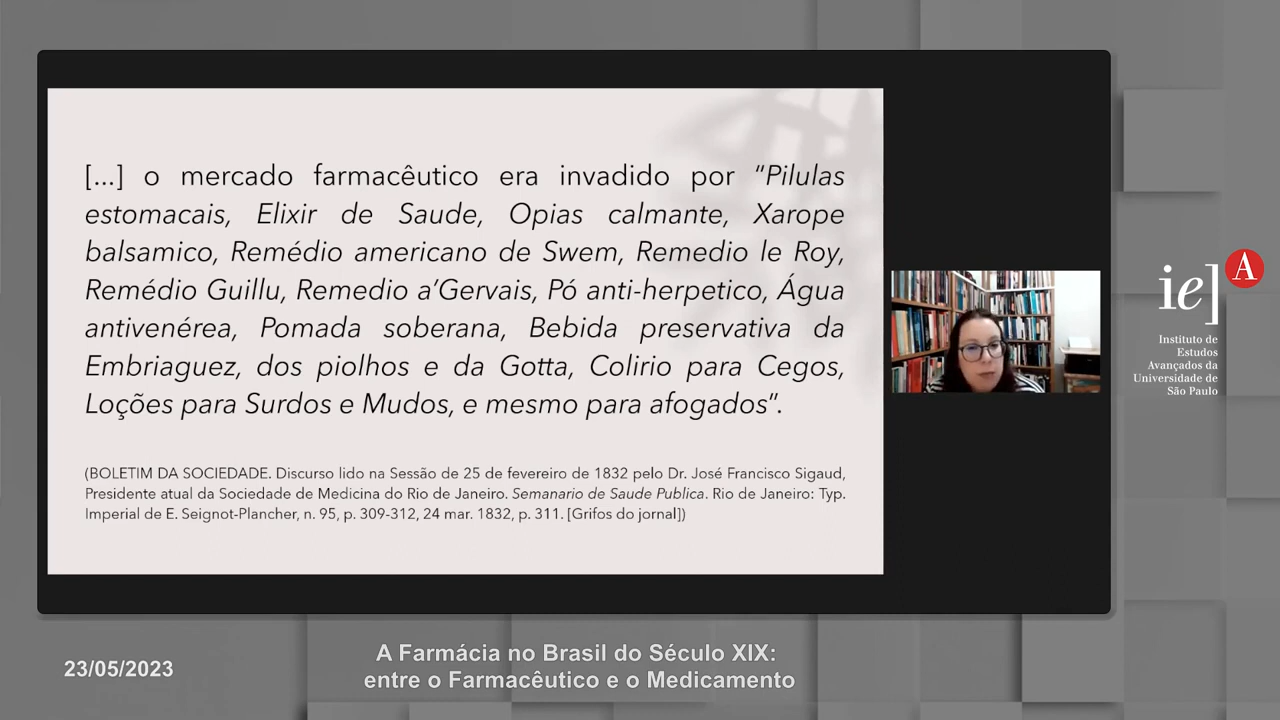 [...] o mercado farmacêutico era invadido por “Pilulas
estomacais, Elixir de Saude, Opias calmante, Xarope
balsamico, Remédio americano de Swem, Remedio le Roy,
Remédio Guillu, Remedio a’Gervais, Pó anti-herpetico, Água
antivenérea, Pomada soberana, Bebida preservativa da
Embriaguez, dos piolhos e da Gotta, Colirio para Cegos,
Loções para Surdos e Mudos, e mesmo para afogados”.
(BOLETIM DA SOCIEDADE. Discurso lido na Sessão de 25 de fevereiro de 1832 pelo Dr. José Francisco Sigaud,
Presidente atual da Sociedade de Medicina do Rio de Janeiro. Semanario de Saude Publica. Rio de Janeiro: Typ.
Imperial de E. Seignot-Plancher, n. 95, p. 309-312, 24 mar. 1832, p. 311. [Grifos do jornal])
ie] A
Instituto de
Estudos
Avançados da
Universidade de
São Paulo
23/05/2023
A Farmácia no Brasil do Século XIX:
entre o Farmacêutico e o Medicamento